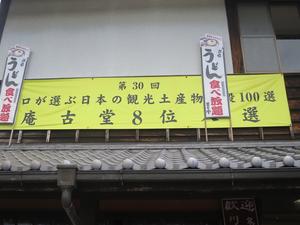 第30回
ロが選ぶ日本の観光土産物
100選
庵古堂8位
選
うどん
食べ放題
うどん
食べ放題
歓迎